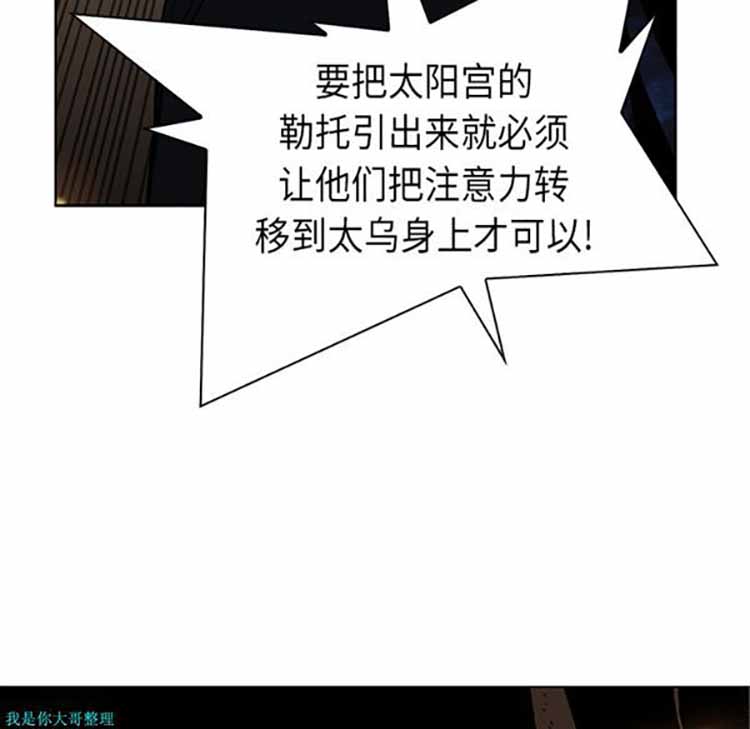 要把太阳宫的
勒托引出来就必须
让他们把注意力转
移到太乌身上才可以!
我是你大哥整理